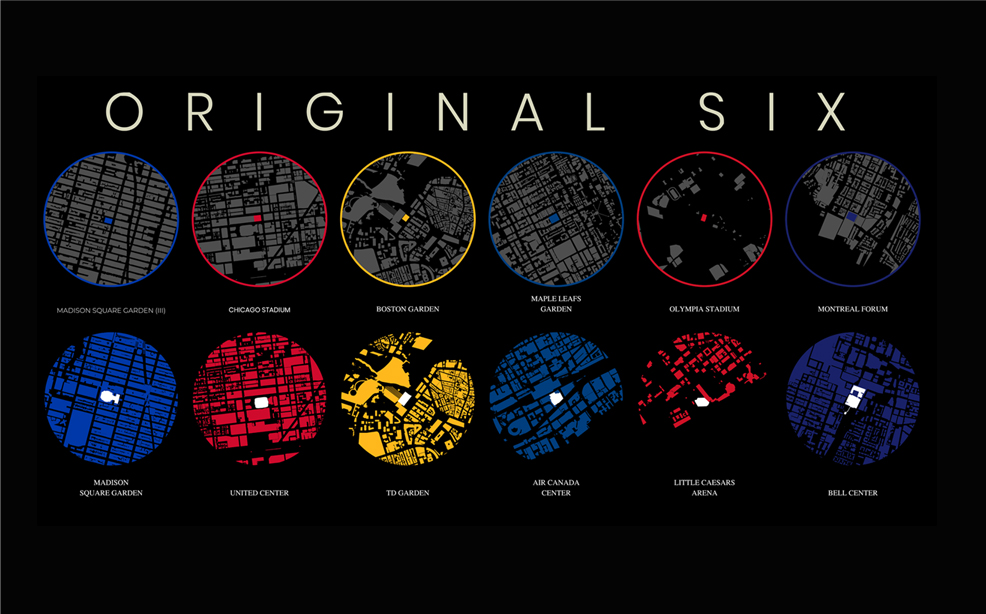 ORIGINAL SIX
MADISON SQUARE GARDEN (III)
CHICAGO STADIUM
BOSTON GARDEN
MAPLE LEAFS
GARDEN
OLYMPIA STADIUM
MONTREAL FORUM
MADISON
SQUARE GARDEN
UNITED CENTER
TD GARDEN
AIR CANADA
CENTER
LITTLE CAESARS
ARENA
BELL CENTER